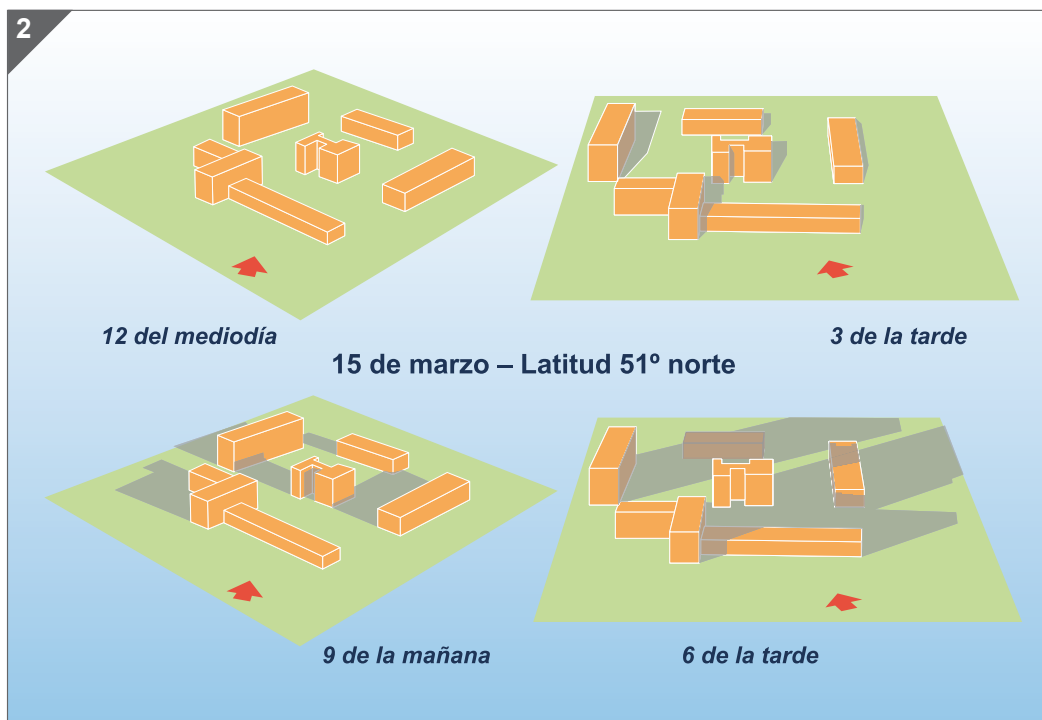 2
12 del mediodía
3 de la tarde
15 de marzo – Latitud 51º norte
9 de la mañana
6 de la tarde